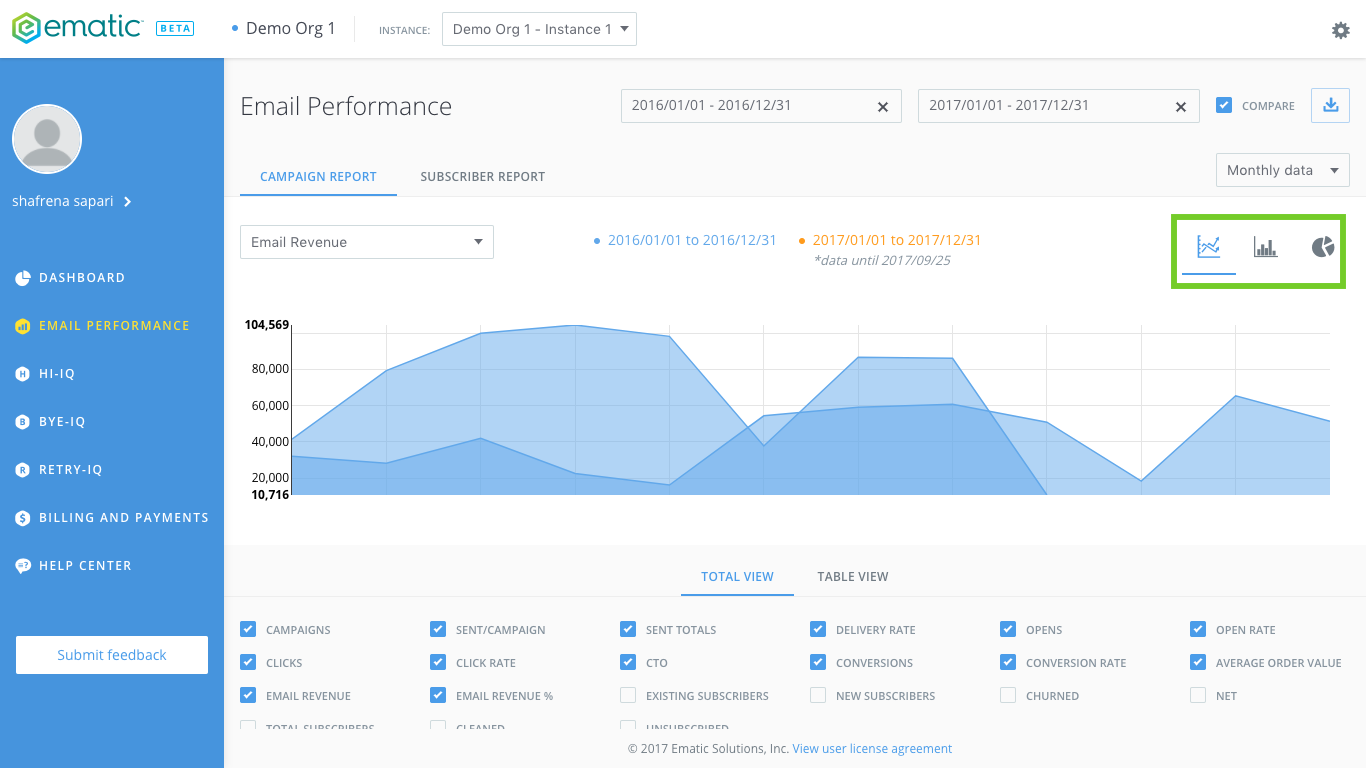 ematic BETA
Demo Org 1
INSTANCE: Demo Org 1 - Instance 1
shafrena sapari
DASHBOARD
EMAIL PERFORMANCE
HI-IQ
BYE-IQ
RETRY-IQ
BILLING AND PAYMENTS
HELP CENTER
Submit feedback
Email Performance
2016/01/01 - 2016/12/31
2017/01/01 - 2017/12/31
COMPARE
CAMPAIGN REPORT SUBSCRIBER REPORT
Monthly data
Email Revenue
2016/01/01 to 2016/12/31
2017/01/01 to 2017/12/31
*data until 2017/09/25
104,569
80,000
60,000
40,000
20,000
10,716
TOTAL VIEW TABLE VIEW
CAMPAIGNS SENT/CAMPAIGN SENT TOTALS DELIVERY RATE OPENS OPEN RATE
CLICKS CLICK RATE CTO CONVERSIONS CONVERSION RATE AVERAGE ORDER VALUE
EMAIL REVENUE EMAIL REVENUE % EXISTING SUBSCRIBERS NEW SUBSCRIBERS CHURNED NET
TOTAL SUBSCRIBERS CLEANED UNSUBSCRIBED
© 2017 Ematic Solutions, Inc. View user license agreement